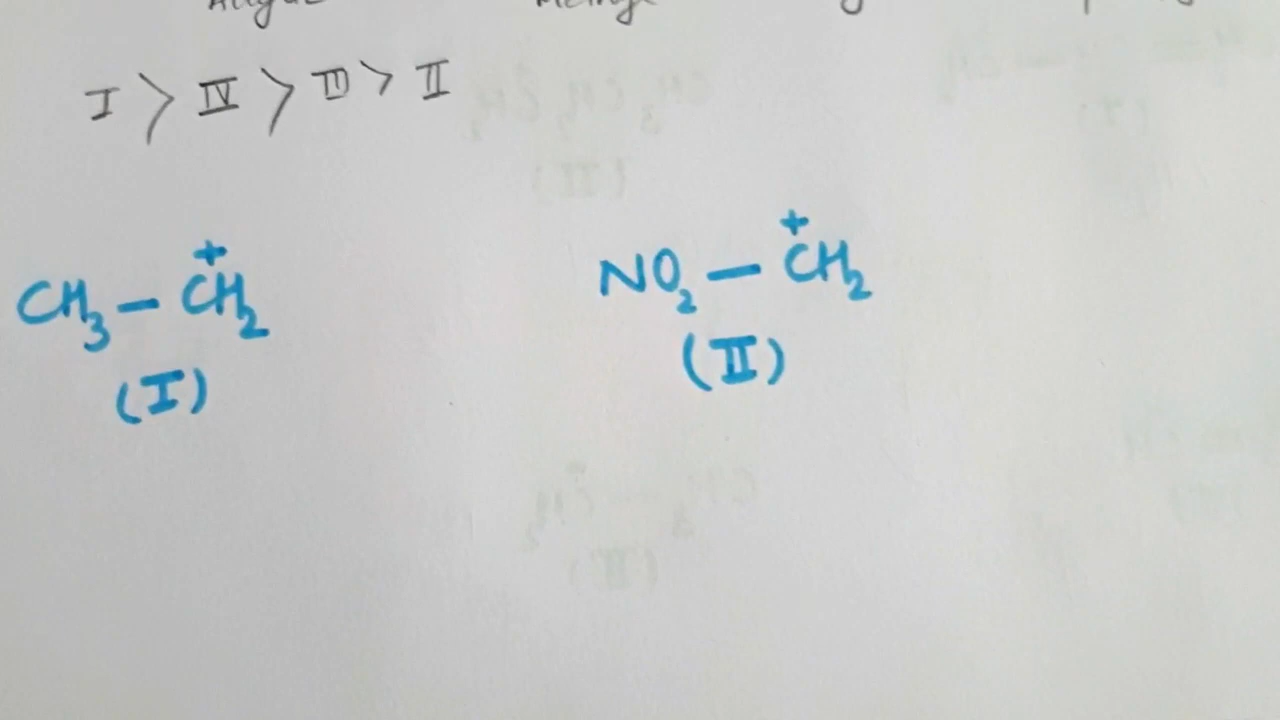 I > IV > III > II
CH₃ – C⁺H₂ NO₂ – C⁺H₂
(I) (II)